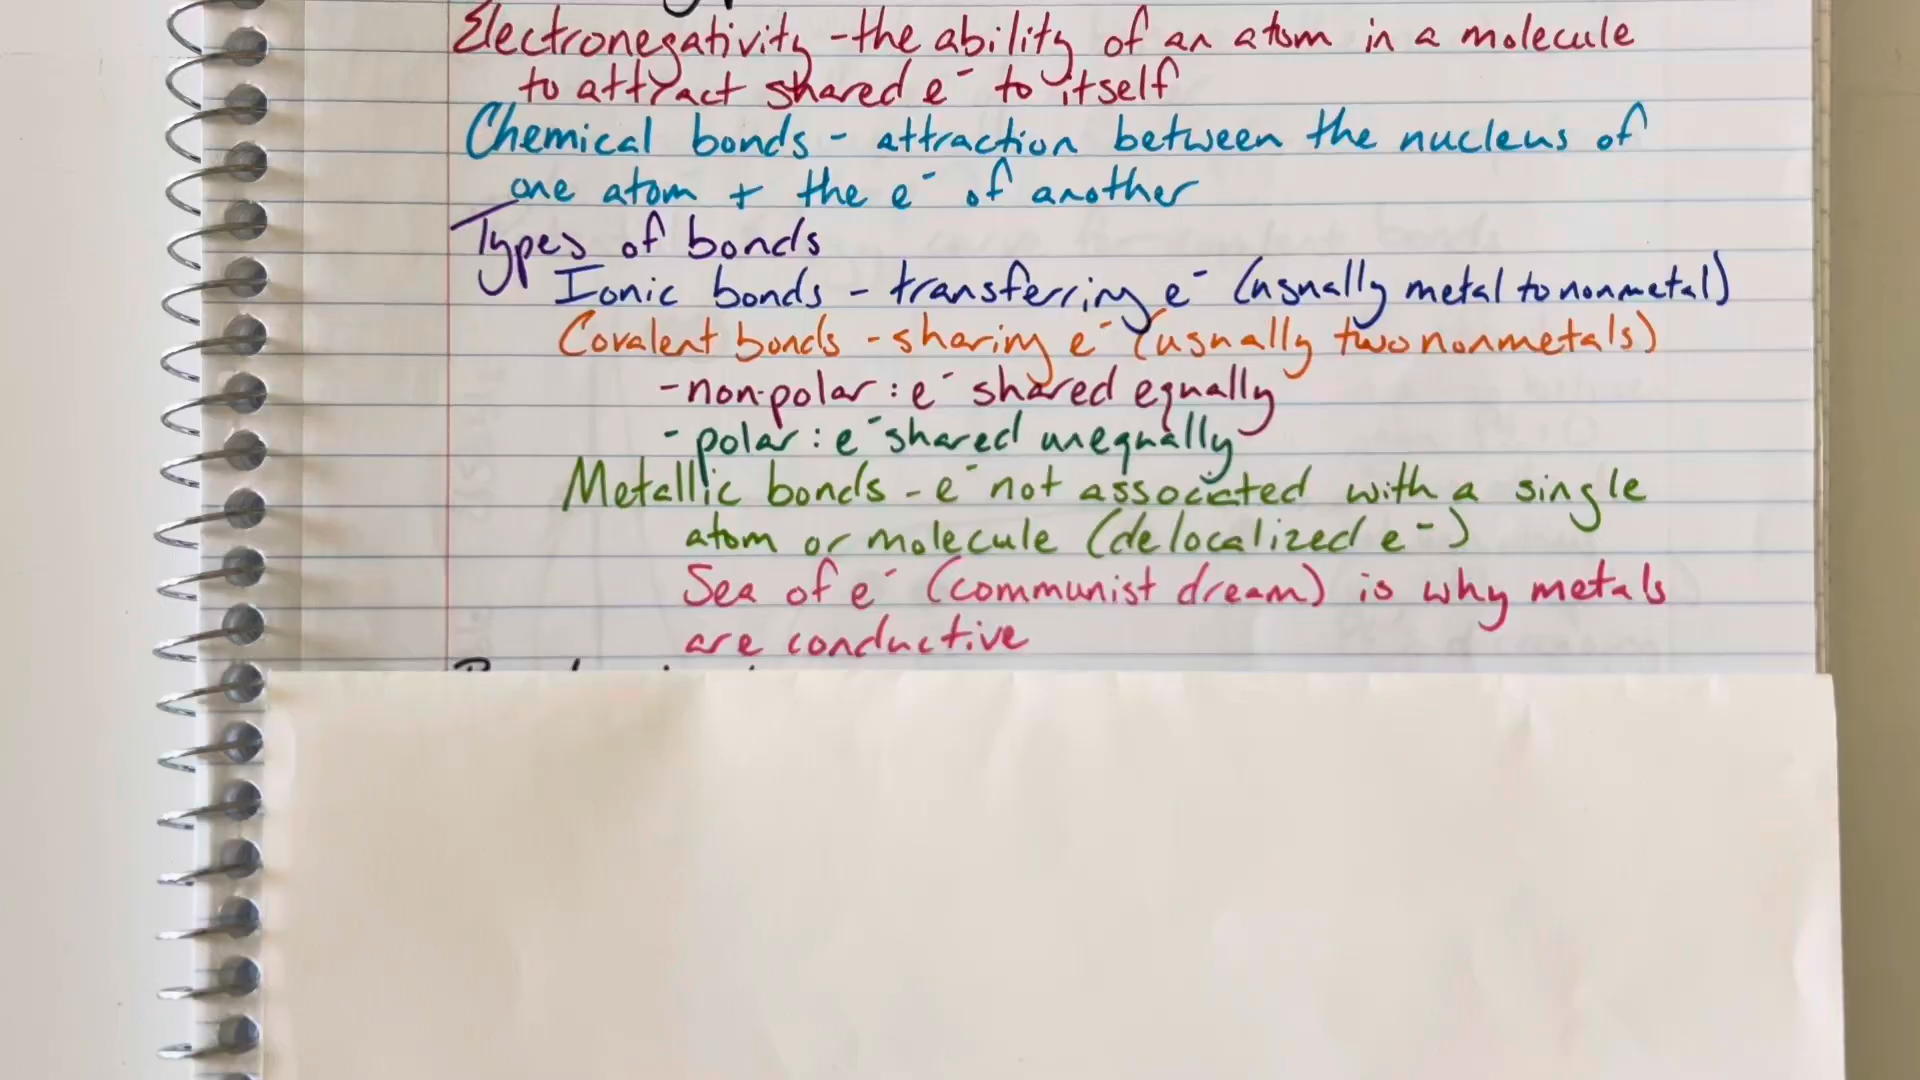 Electronegativity - the ability of an atom in a molecule
to attract shared e⁻ to itself
Chemical bonds - attraction between the nucleus of
one atom + the e⁻ of another
Types of bonds
Ionic bonds - transferring e⁻ (usually metal to nonmetal)
Covalent bonds - sharing e⁻ (usually two nonmetals)
- non-polar : e⁻ shared equally
- polar : e⁻ shared unequally
Metallic bonds - e⁻ not associated with a single
atom or molecule (delocalized e⁻)
Sea of e⁻ (communist dream) is why metals
are conductive